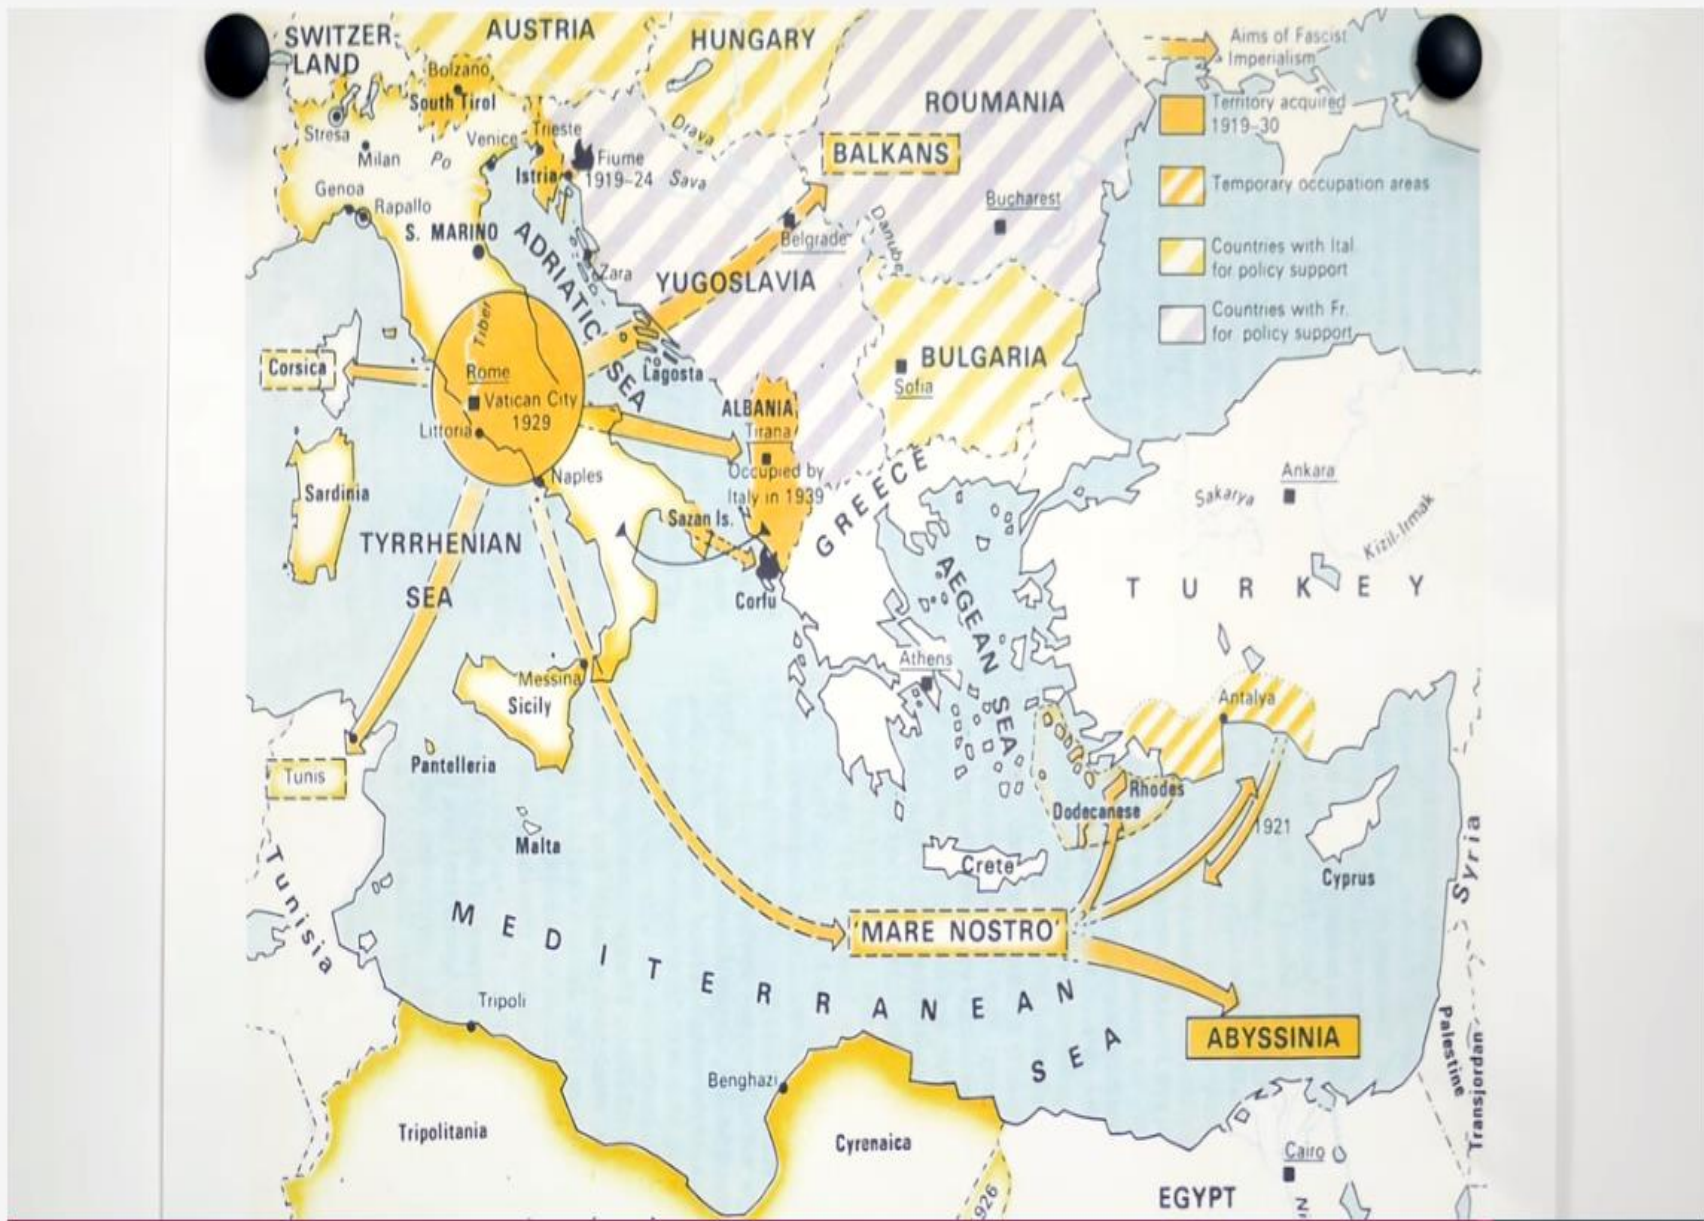 SWITZER-
LAND
AUSTRIA
HUNGARY
Aims of Fascist
Imperialism
Bolzano
South Tirol
ROUMANIA
Territory acquired
1919–30
Stresa
Milan
Po
Venice
Trieste
Drava
BALKANS
Fiume
1919–24
Istria
Sava
Temporary occupation areas
Genoa
Rapallo
Bucharest
S. MARINO
Belgrade
Danube
Countries with Ital.
for policy support
ADRIATIC SEA
Zara
YUGOSLAVIA
Countries with Fr.
for policy support
Tiber
Corsica
Rome
Vatican City
1929
Littoria
Lagosta
BULGARIA
Sofia
ALBANIA
Tirana
Occupied by
Italy in 1939
Naples
Sardinia
Sazan Is.
GREECE
Ankara
Sakarya
Kizil-Irmak
TYRRHENIAN
SEA
Corfu
AEGEAN SEA
TURKEY
Athens
Messina
Sicily
Antalya
Tunis
Pantelleria
Rhodes
Dodecanese
1921
Malta
Crete
Cyprus
Syria
Tunisia
'MARE NOSTRO'
MEDITERRANEAN
SEA
Tripoli
ABYSSINIA
Palestine
Transjordan
Benghazi
Tripolitania
Cyrenaica
Cairo
EGYPT